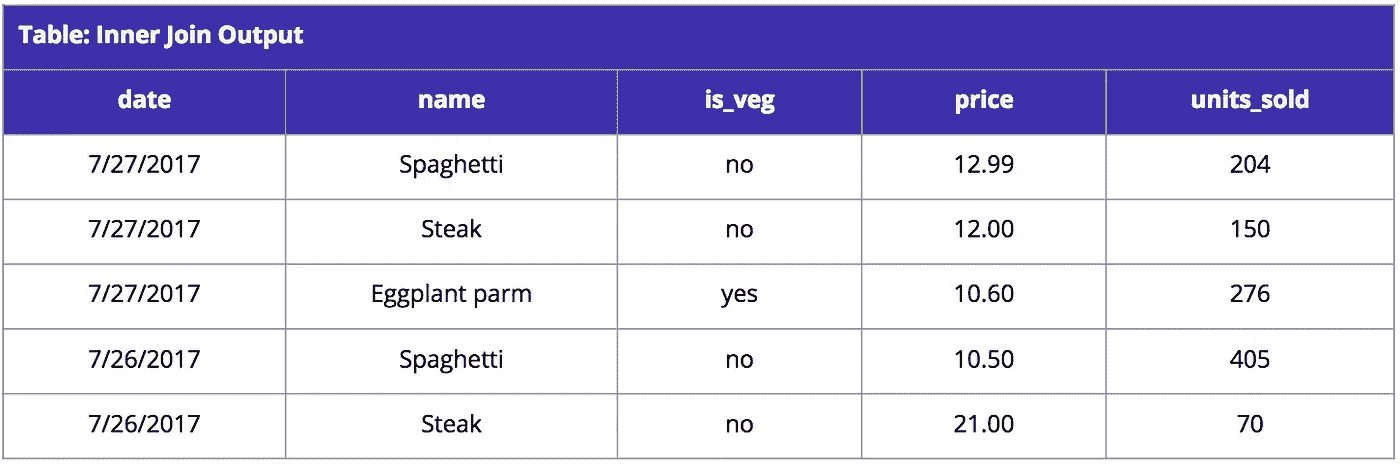 Table: Inner Join Output
date name is_veg price units_sold
7/27/2017 Spaghetti no 12.99 204
7/27/2017 Steak no 12.00 150
7/27/2017 Eggplant parm yes 10.60 276
7/26/2017 Spaghetti no 10.50 405
7/26/2017 Steak no 21.00 70